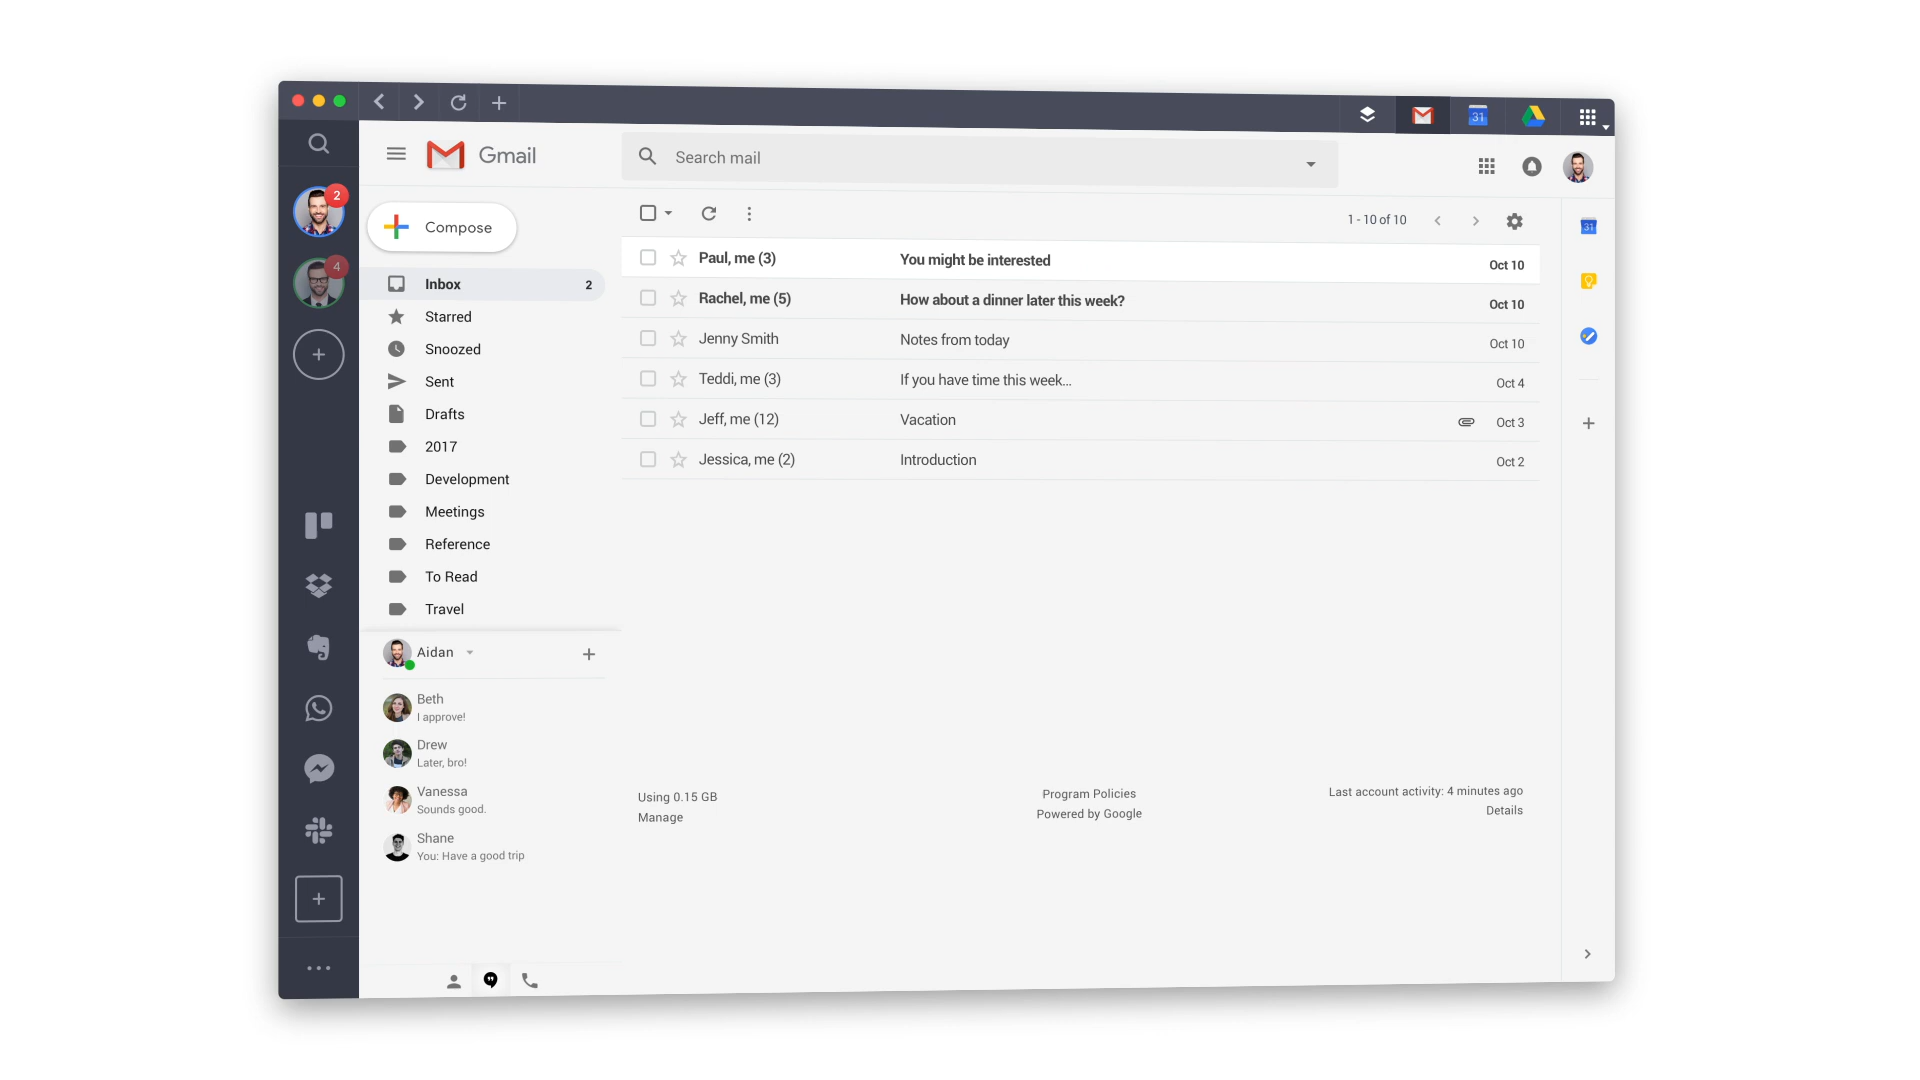 Gmail
Search mail
31
2
4
Compose
1 - 10 of 10
31
Inbox 2
Starred
Snoozed
Sent
Drafts
2017
Development
Meetings
Reference
To Read
Travel
Paul, me (3) You might be interested Oct 10
Rachel, me (5) How about a dinner later this week? Oct 10
Jenny Smith Notes from today Oct 10
Teddi, me (3) If you have time this week... Oct 4
Jeff, me (12) Vacation Oct 3
Jessica, me (2) Introduction Oct 2
Aidan
Beth
I approve!
Drew
Later, bro!
Vanessa
Sounds good.
Shane
You: Have a good trip
Using 0.15 GB
Manage
Program Policies
Powered by Google
Last account activity: 4 minutes ago
Details